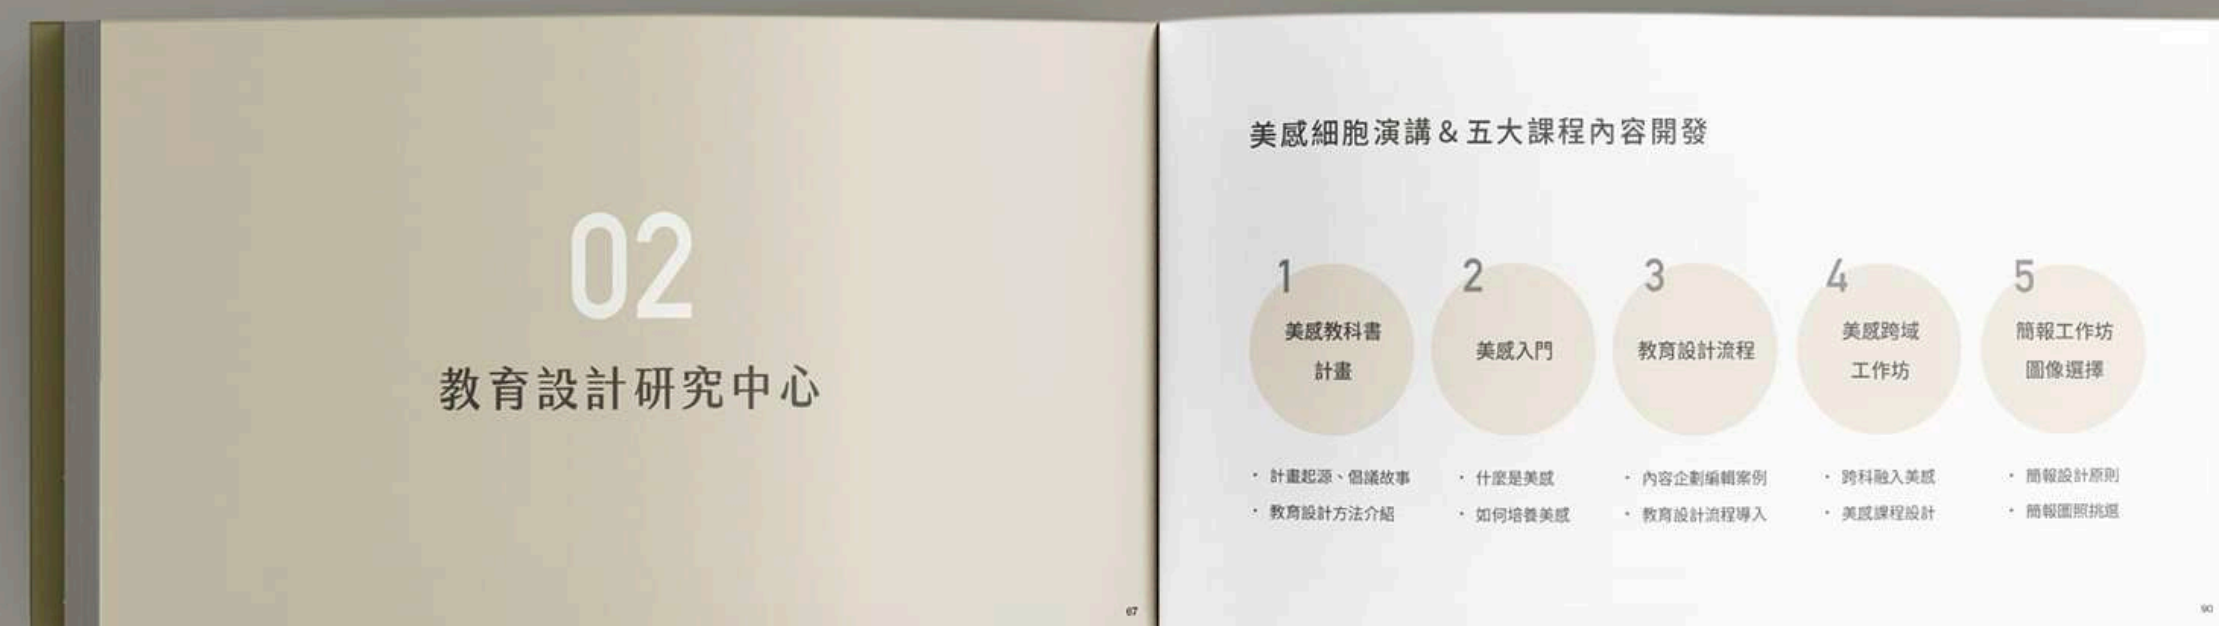 02
教育設計研究中心
67
美感細胞演講＆五大課程內容開發
1
美感教科書
計畫
・計畫起源、倡議故事
・教育設計方法介紹
2
美感入門
・什麼是美感
・如何培養美感
3
教育設計流程
・內容企劃編輯案例
・教育設計流程導入
4
美感跨域
工作坊
・跨科融入美感
・美感課程設計
5
簡報工作坊
圖像選擇
・簡報設計原則
・簡報圖照挑選
90